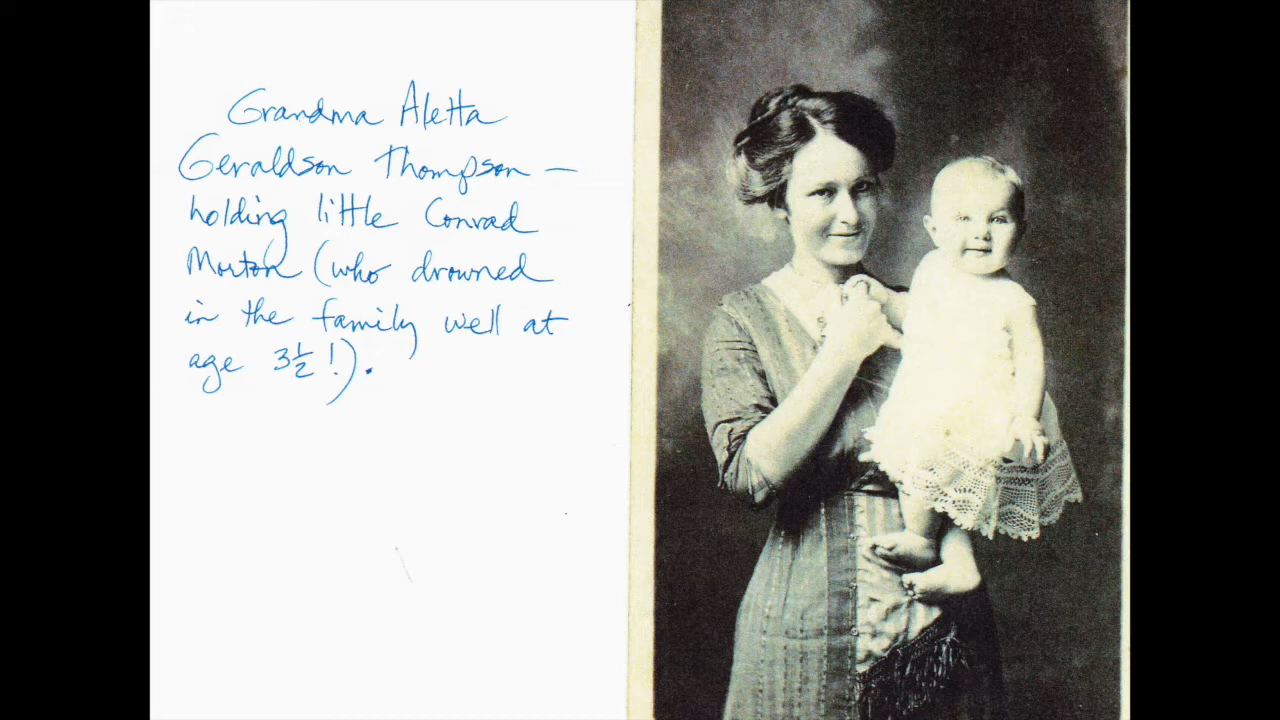 Grandma Aletta
Geraldson Thompson —
holding little Conrad
Morton (who drowned
in the family well at
age 3½!).